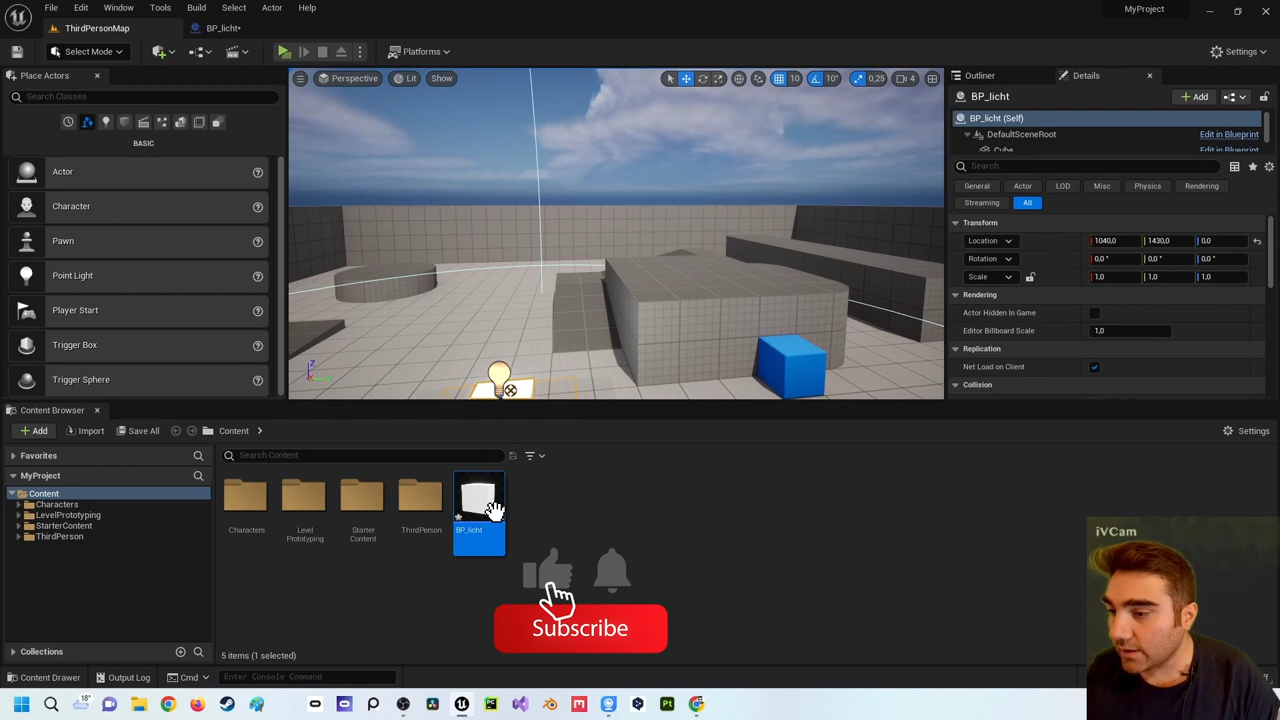 File Edit Window Tools Build Select Actor Help
MyProject
ThirdPersonMap
BP_licht*
Select Mode
Platforms
Settings
Place Actors
Search Classes
BASIC
Actor
Character
Pawn
Point Light
Player Start
Trigger Box
Trigger Sphere
Perspective
Lit
Show
10
10°
0,25
4
Z
Outliner
Details
BP_licht
Add
BP_licht (Self)
DefaultSceneRoot
Edit in Blueprint
Cube
Edit in Blueprint
Search
General
Actor
LOD
Misc
Physics
Rendering
Streaming
All
Transform
Location 1040,0 1430,0 0,0
Rotation 0,0 ° 0,0 ° 0,0 °
Scale 1,0 1,0 1,0
Rendering
Actor Hidden In Game
Editor Billboard Scale 1,0
Replication
Net Load on Client
Collision
Content Browser
Add
Import
Save All
Content
Settings
Favorites
MyProject
Content
Characters
LevelPrototyping
StarterContent
ThirdPerson
Collections
Search Content
Characters
Level
Prototyping
Starter
Content
ThirdPerson
BP_licht
5 items (1 selected)
Subscribe
iVCam
Content Drawer
Output Log
Cmd
Enter Console Command
18°